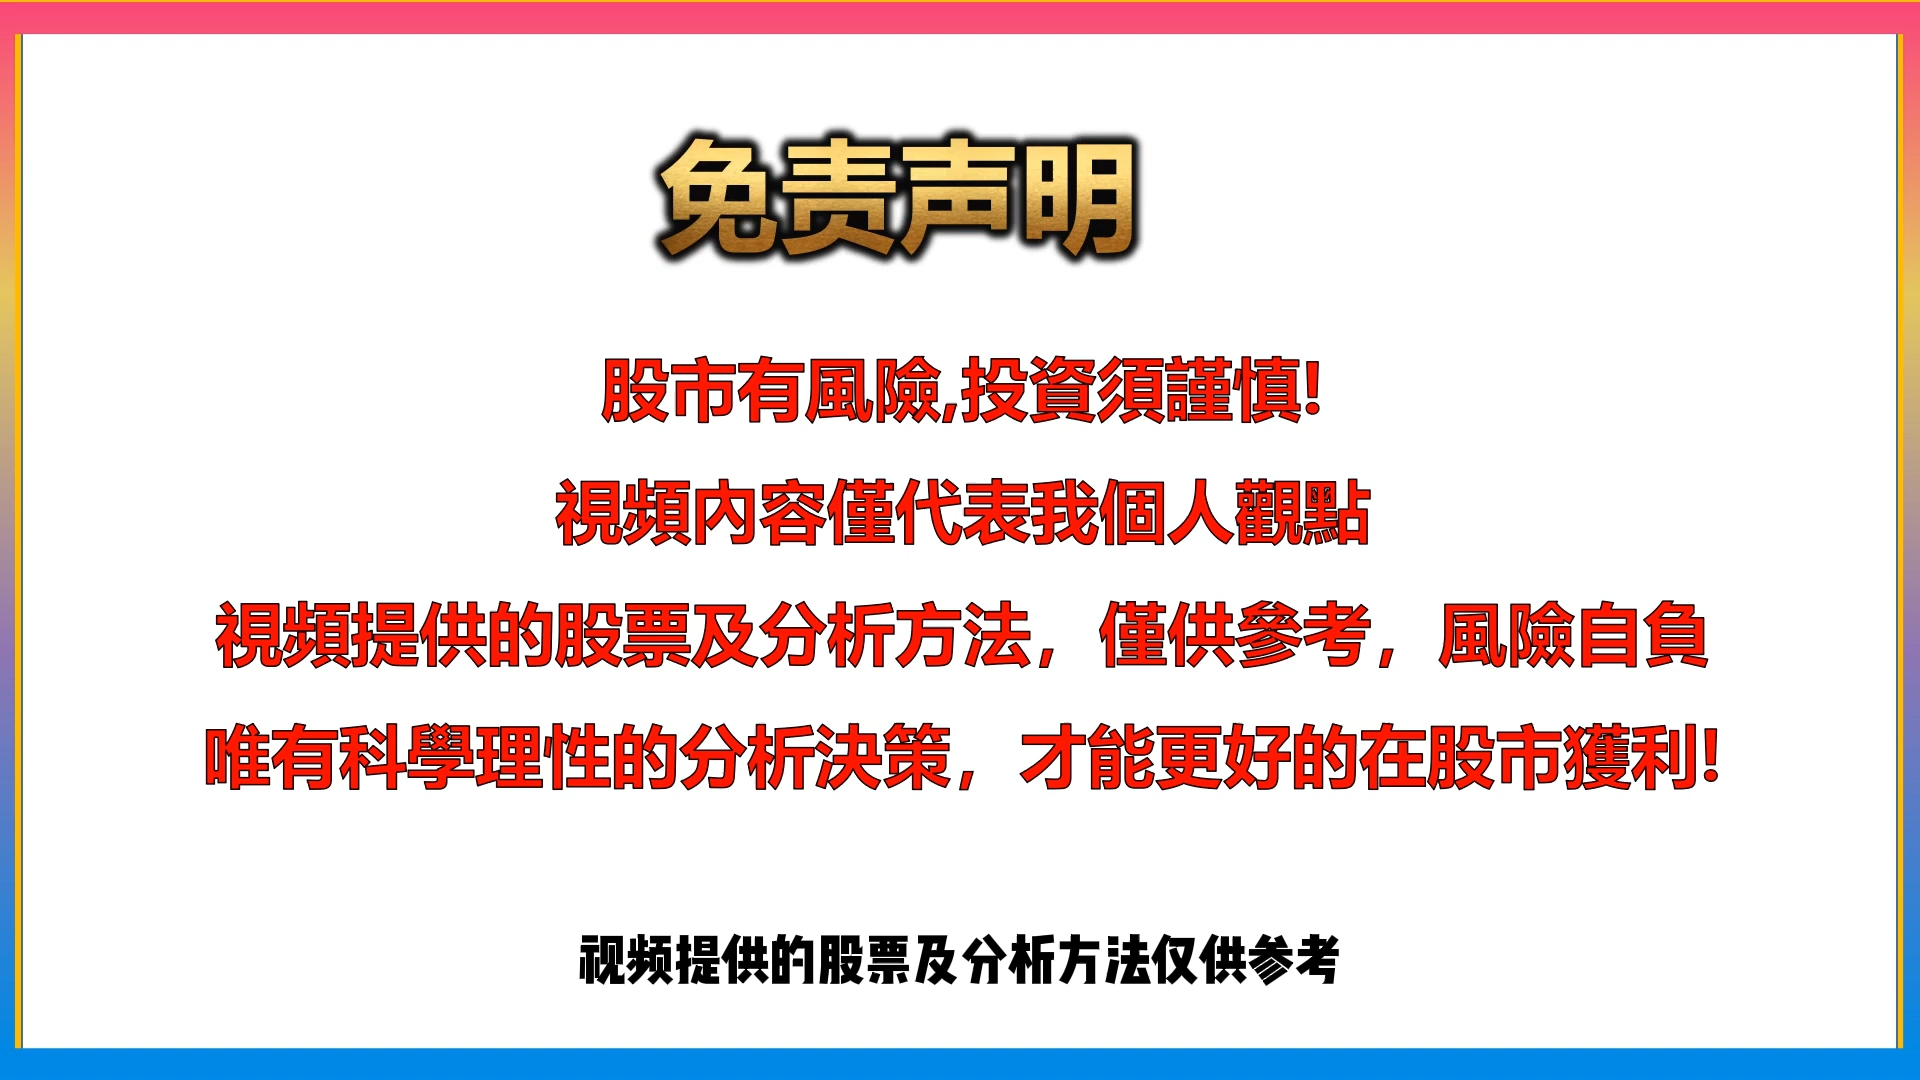 免责声明
股市有風險,投資須謹慎!
視頻內容僅代表我個人觀點
視頻提供的股票及分析方法，僅供參考，風險自負
唯有科學理性的分析決策，才能更好的在股市獲利!
视频提供的股票及分析方法仅供参考